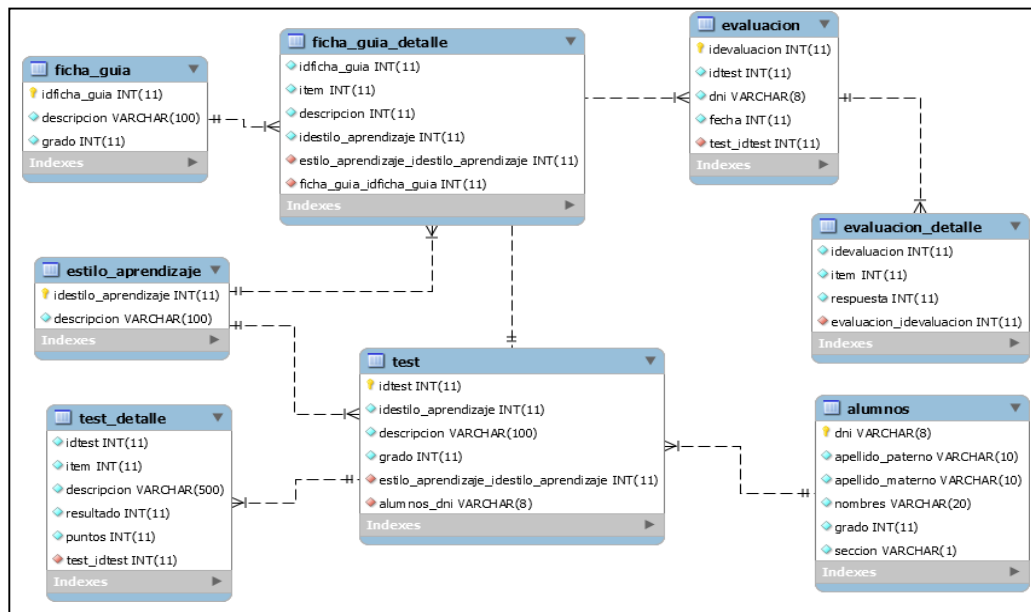 ficha_guia
idficha_guia INT(11)
descripcion VARCHAR(100)
grado INT(11)
Indexes
ficha_guia_detalle
idficha_guia INT(11)
item INT(11)
descripcion INT(11)
idestilo_aprendizaje INT(11)
estilo_aprendizaje_idestilo_aprendizaje INT(11)
ficha_guia_idficha_guia INT(11)
Indexes
evaluacion
idevaluacion INT(11)
idtest INT(11)
dni VARCHAR(8)
fecha INT(11)
test_idtest INT(11)
Indexes
evaluacion_detalle
idevaluacion INT(11)
item INT(11)
respuesta INT(11)
evaluacion_idevaluacion INT(11)
Indexes
estilo_aprendizaje
idestilo_aprendizaje INT(11)
descripcion VARCHAR(100)
Indexes
test
idtest INT(11)
idestilo_aprendizaje INT(11)
descripcion VARCHAR(100)
grado INT(11)
estilo_aprendizaje_idestilo_aprendizaje INT(11)
alumnos_dni VARCHAR(8)
Indexes
test_detalle
idtest INT(11)
item INT(11)
descripcion VARCHAR(500)
resultado INT(11)
puntos INT(11)
test_idtest INT(11)
Indexes
alumnos
dni VARCHAR(8)
apellido_paterno VARCHAR(10)
apellido_materno VARCHAR(10)
nombres VARCHAR(20)
grado INT(11)
seccion VARCHAR(1)
Indexes